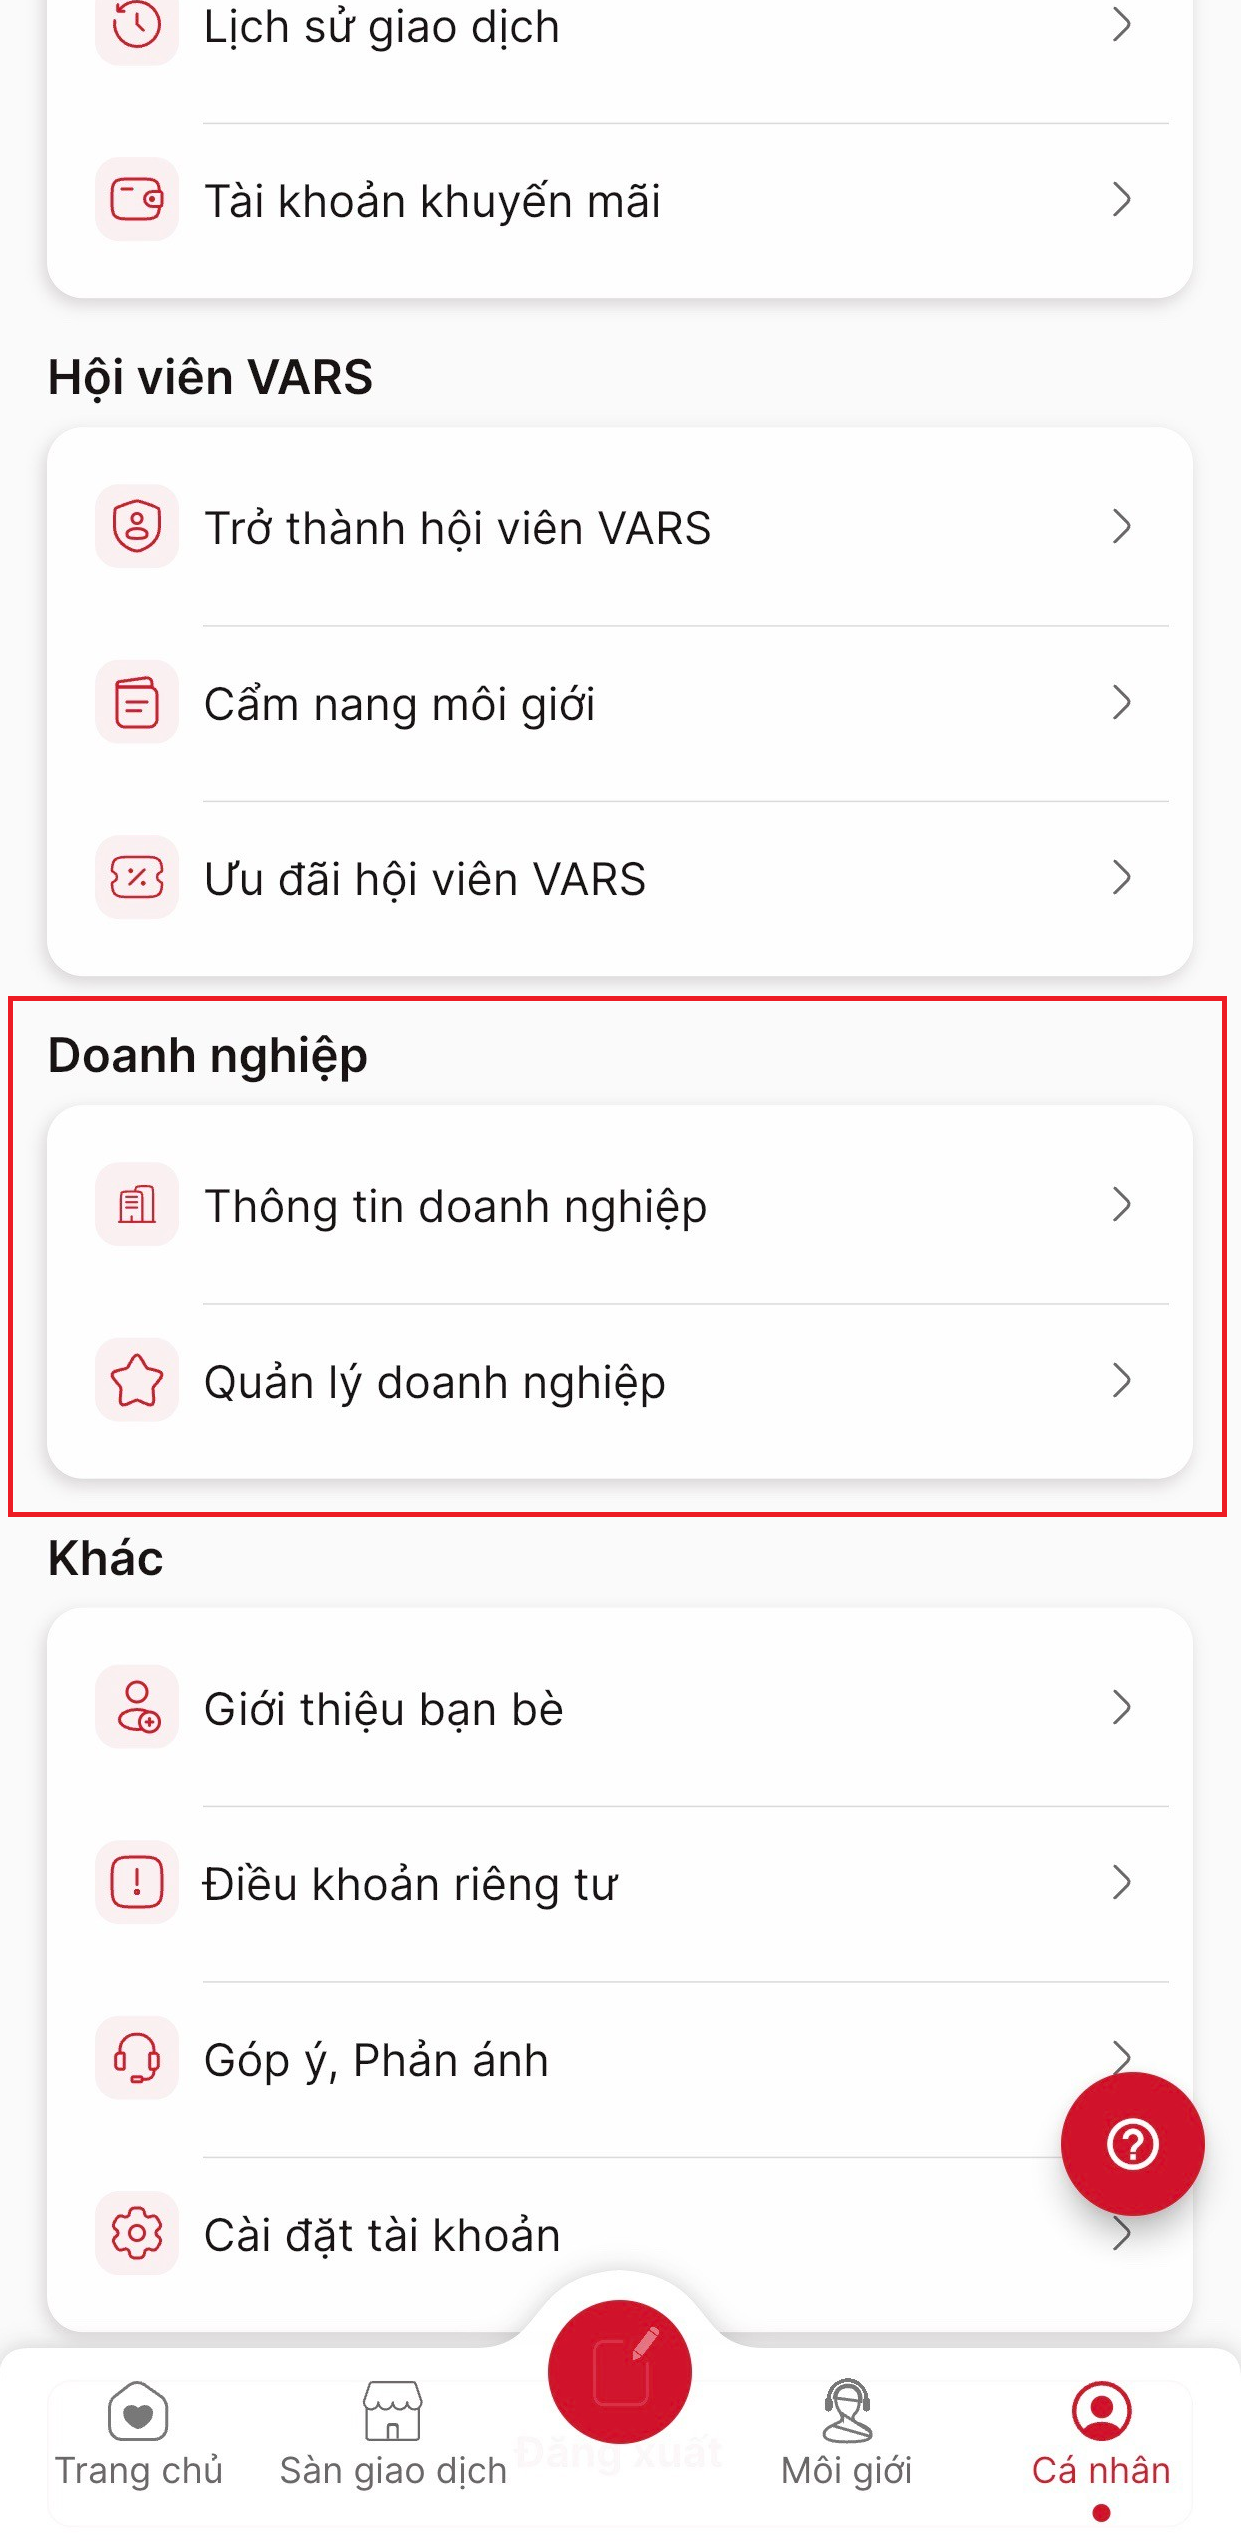 Lịch sử giao dịch
Tài khoản khuyến mãi
Hội viên VARS
Trở thành hội viên VARS
Cẩm nang môi giới
Ưu đãi hội viên VARS
Doanh nghiệp
Thông tin doanh nghiệp
Quản lý doanh nghiệp
Khác
Giới thiệu bạn bè
Điều khoản riêng tư
Góp ý, Phản ánh
Cài đặt tài khoản
Đăng xuất
Trang chủ
Sàn giao dịch
Môi giới
Cá nhân